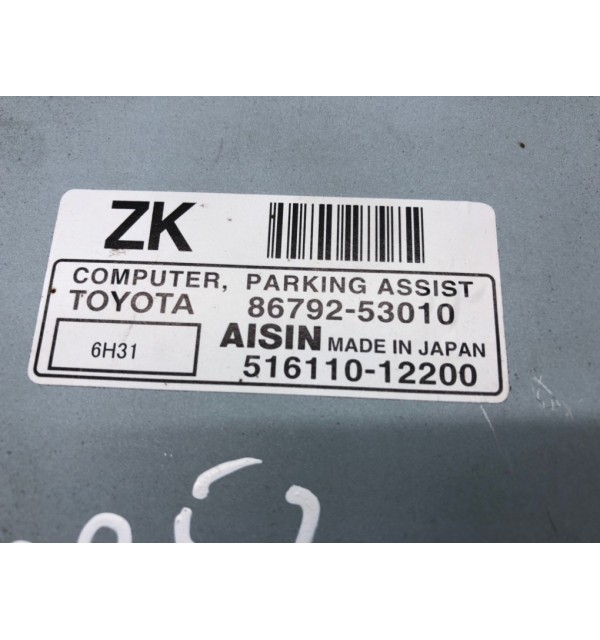 ZK
COMPUTER, PARKING ASSIST
TOYOTA 86792-53010
6H31
AISIN MADE IN JAPAN
516110-12200